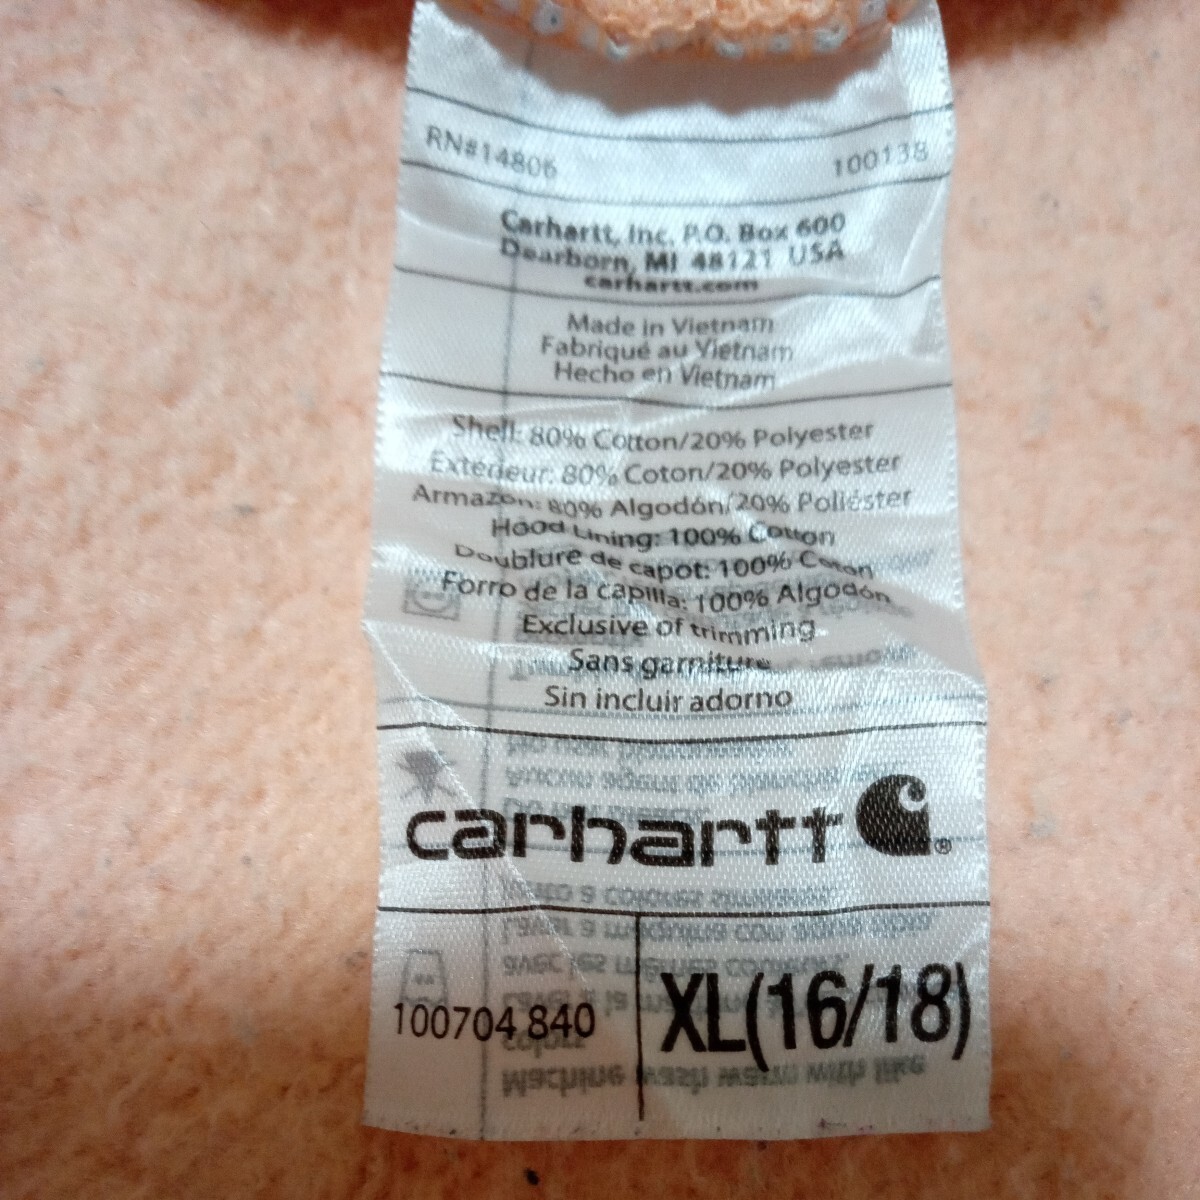 RN#14806 100138
Carhartt, Inc. P.O. Box 600
Dearborn, MI 48121 USA
carhartt.com
Made in Vietnam
Fabriqué au Vietnam
Hecho en Vietnam
Shell: 80% Cotton/20% Polyester
Exterieur: 80% Coton/20% Polyester
Armazon: 80% Algodón/20% Poliéster
Hood Lining: 100% Cotton
Doublure de capot: 100% Coton
Forro de la capilla: 100% Algodón
Exclusive of trimming
Sans garniture
Sin incluir adorno
carhartt ®
100704 840 XL(16/18)